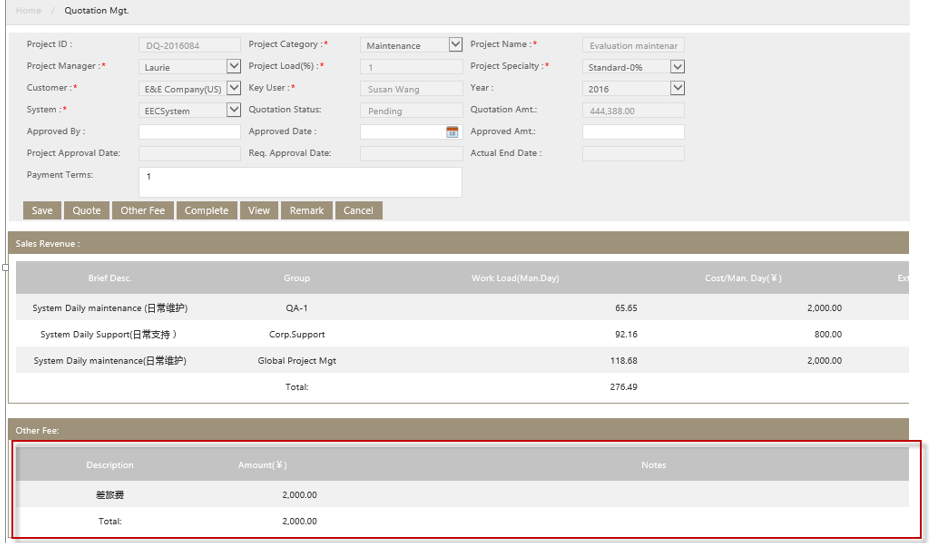 Home / Quotation Mgt.
Project ID : DQ-2016084 Project Category :* Maintenance Project Name :* Evaluation maintenar
Project Manager :* Laurie Project Load(%) :* 1 Project Specialty :* Standard-0%
Customer :* E&E Company(US) Key User :* Susan Wang Year : 2016
System :* EECSystem Quotation Status: Pending Quotation Amt.: 444,388.00
Approved By : Approved Date : Approved Amt.:
Project Approval Date: Req. Approval Date: Actual End Date :
Payment Terms: 1
Save Quote Other Fee Complete View Remark Cancel
Sales Revenue :
Brief Desc. Group Work Load(Man.Day) Cost/Man. Day(¥) Ext
System Daily maintenance (日常维护) QA-1 65.65 2,000.00
System Daily Support(日常支持 ) Corp.Support 92.16 800.00
System Daily maintenance(日常维护) Global Project Mgt 118.68 2,000.00
Total: 276.49
Other Fee:
Description Amount(¥) Notes
差旅费 2,000.00
Total: 2,000.00